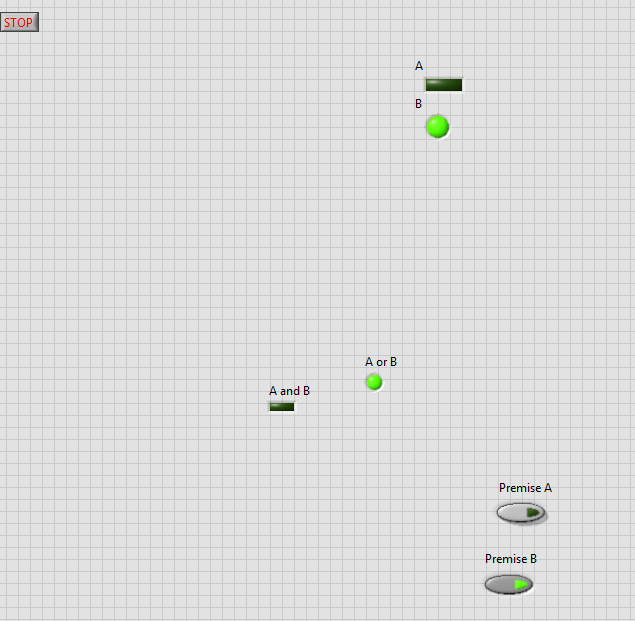 STOP
A
B
A or B
A and B
Premise A
Premise B